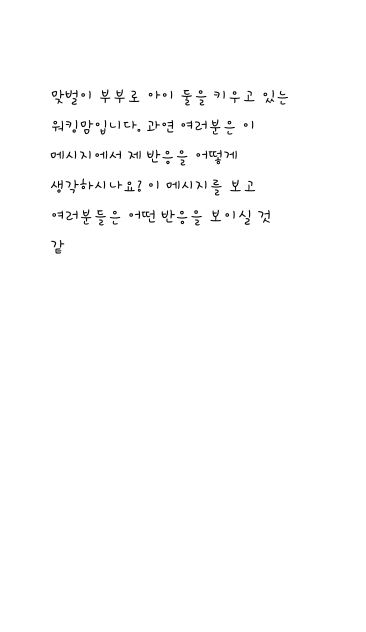 맞벌이 부부로 아이 둘을 키우고 있는
워킹맘입니다. 과연 여러분은 이
메시지에서 제 반응을 어떻게
생각하시나요? 이 메시지를 보고
여러분들은 어떤 반응을 보이실 것
같